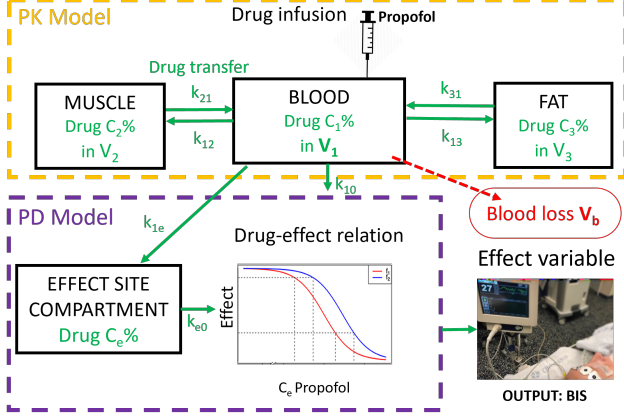 PK Model
Drug infusion
Propofol
Drug transfer
MUSCLE
Drug C₂%
in V₂
k₂₁
k₁₂
BLOOD
Drug C₁%
in V₁
k₃₁
k₁₃
FAT
Drug C₃%
in V₃
k₁₀
k₁ₑ
Blood loss V_b
PD Model
Drug-effect relation
Effect variable
EFFECT SITE
COMPARTMENT
Drug Cₑ%
kₑ₀
Effect
Cₑ Propofol
27
OUTPUT: BIS